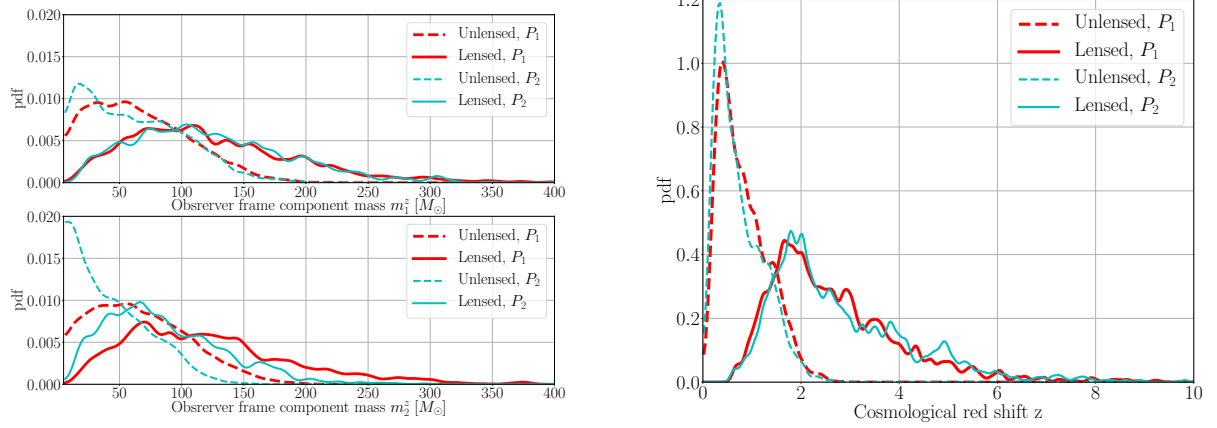 0.020
0.015
0.010
0.005
0.000
pdf
Unlensed, P₁
Lensed, P₁
Unlensed, P₂
Lensed, P₂
50 100 150 200 250 300 350 400
Obsrerver frame component mass m₁ᶻ [M☉]
0.020
0.015
0.010
0.005
0.000
pdf
Unlensed, P₁
Lensed, P₁
Unlensed, P₂
Lensed, P₂
50 100 150 200 250 300 350 400
Obsrerver frame component mass m₂ᶻ [M☉]
1.2
1.0
0.8
0.6
0.4
0.2
0.0
pdf
Unlensed, P₁
Lensed, P₁
Unlensed, P₂
Lensed, P₂
0 2 4 6 8 10
Cosmological red shift z